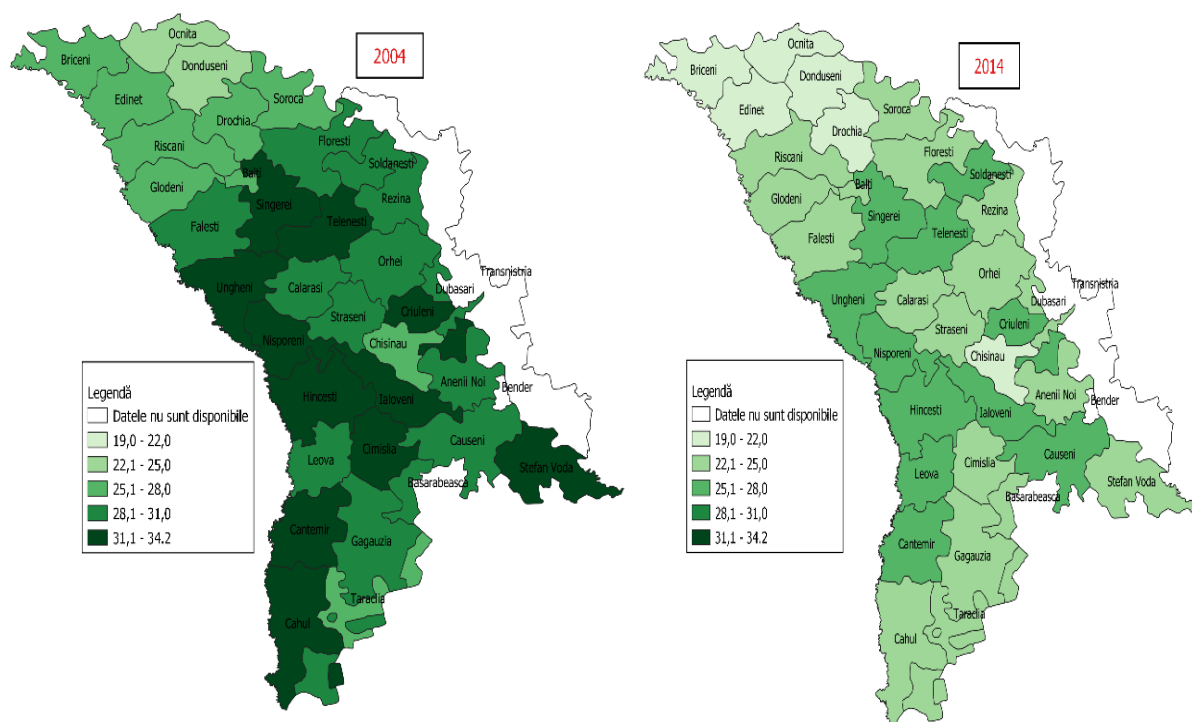 2004
Ocnita
Briceni
Donduseni
Edinet
Soroca
Drochia
Riscani
Floresti
Soldanesti
Balti
Glodeni
Singerei
Rezina
Telenesti
Falesti
Orhei
Transnistria
Ungheni
Calarasi
Dubasari
Straseni
Criuleni
Nisporeni
Chisinau
Anenii Noi
Bender
Hincesti
Ialoveni
Causeni
Cimislia
Leova
Stefan Voda
Basarabeasca
Cantemir
Gagauzia
Taraclia
Cahul
Legendă
Datele nu sunt disponibile
19,0 - 22,0
22,1 - 25,0
25,1 - 28,0
28,1 - 31,0
31,1 - 34.2
2014
Ocnita
Briceni
Donduseni
Edinet
Soroca
Drochia
Riscani
Floresti
Soldanesti
Balti
Glodeni
Singerei
Rezina
Telenesti
Falesti
Orhei
Transnistria
Ungheni
Calarasi
Dubasari
Straseni
Criuleni
Nisporeni
Chisinau
Anenii Noi
Bender
Hincesti
Ialoveni
Causeni
Cimislia
Leova
Stefan Voda
Basarabeasca
Cantemir
Gagauzia
Taraclia
Cahul
Legendă
Datele nu sunt disponibile
19,0 - 22,0
22,1 - 25,0
25,1 - 28,0
28,1 - 31,0
31,1 - 34.2